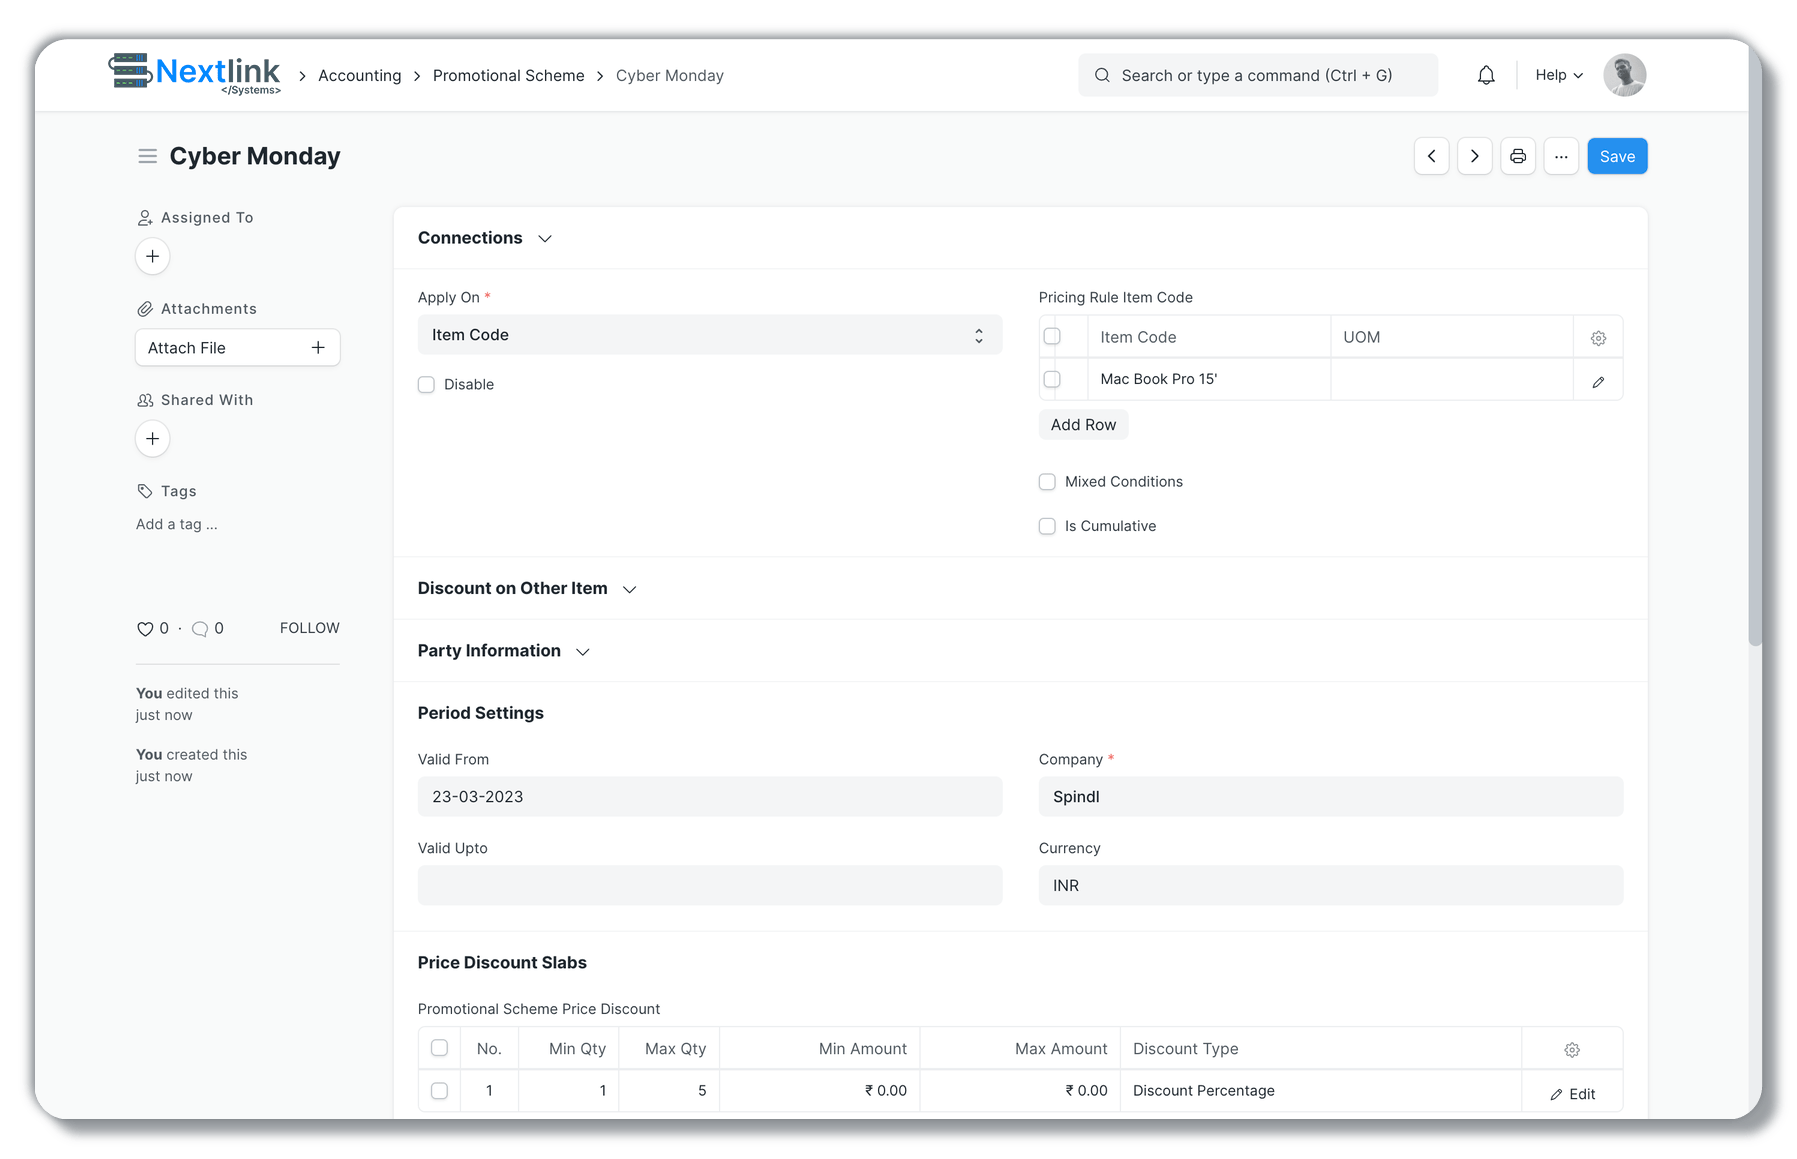 Nextlink
</Systems>
Accounting
Promotional Scheme
Cyber Monday
Search or type a command (Ctrl + G)
Help
Cyber Monday
Save
Assigned To
Attachments
Attach File
Shared With
Tags
Add a tag ...
0 · 0 FOLLOW
You edited this
just now
You created this
just now
Connections
Apply On *
Item Code
Disable
Pricing Rule Item Code
Item Code UOM
Mac Book Pro 15'
Add Row
Mixed Conditions
Is Cumulative
Discount on Other Item
Party Information
Period Settings
Valid From
23-03-2023
Company *
Spindl
Valid Upto
Currency
INR
Price Discount Slabs
Promotional Scheme Price Discount
No. Min Qty Max Qty Min Amount Max Amount Discount Type
1 1 5 ₹ 0.00 ₹ 0.00 Discount Percentage Edit